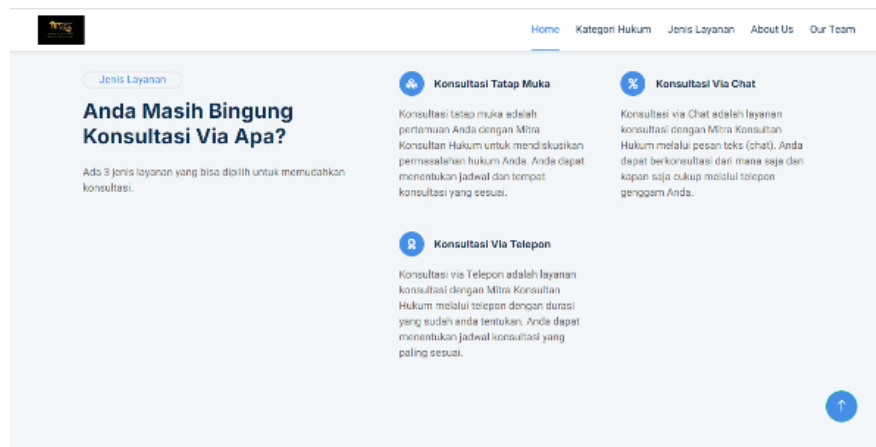 Home Kategori Hukum Jenis Layanan About Us Our Team
Jenis Layanan
Anda Masih Bingung
Konsultasi Via Apa?
Ada 3 jenis layanan yang bisa dipilih untuk memudahkan
konsultasi.
Konsultasi Tatap Muka
Konsultasi tatap muka adalah
pertemuan Anda dengan Mitra
Konsultan Hukum untuk mendiskusikan
permasalahan hukum Anda. Anda dapat
menentukan jadwal dan tempat
konsultasi yang sesuai.
Konsultasi Via Chat
Konsultasi via Chat adalah layanan
konsultasi dengan Mitra Konsultan
Hukum melalui pesan teks (chat). Anda
dapat berkonsultasi dari mana saja dan
kapan saja cukup melalui telepon
genggam Anda.
Konsultasi Via Telepon
Konsultasi via Telepon adalah layanan
konsultasi dengan Mitra Konsultan
Hukum melalui telepon dengan durasi
yang sudah anda tentukan. Anda dapat
menentukan jadwal konsultasi yang
paling sesuai.